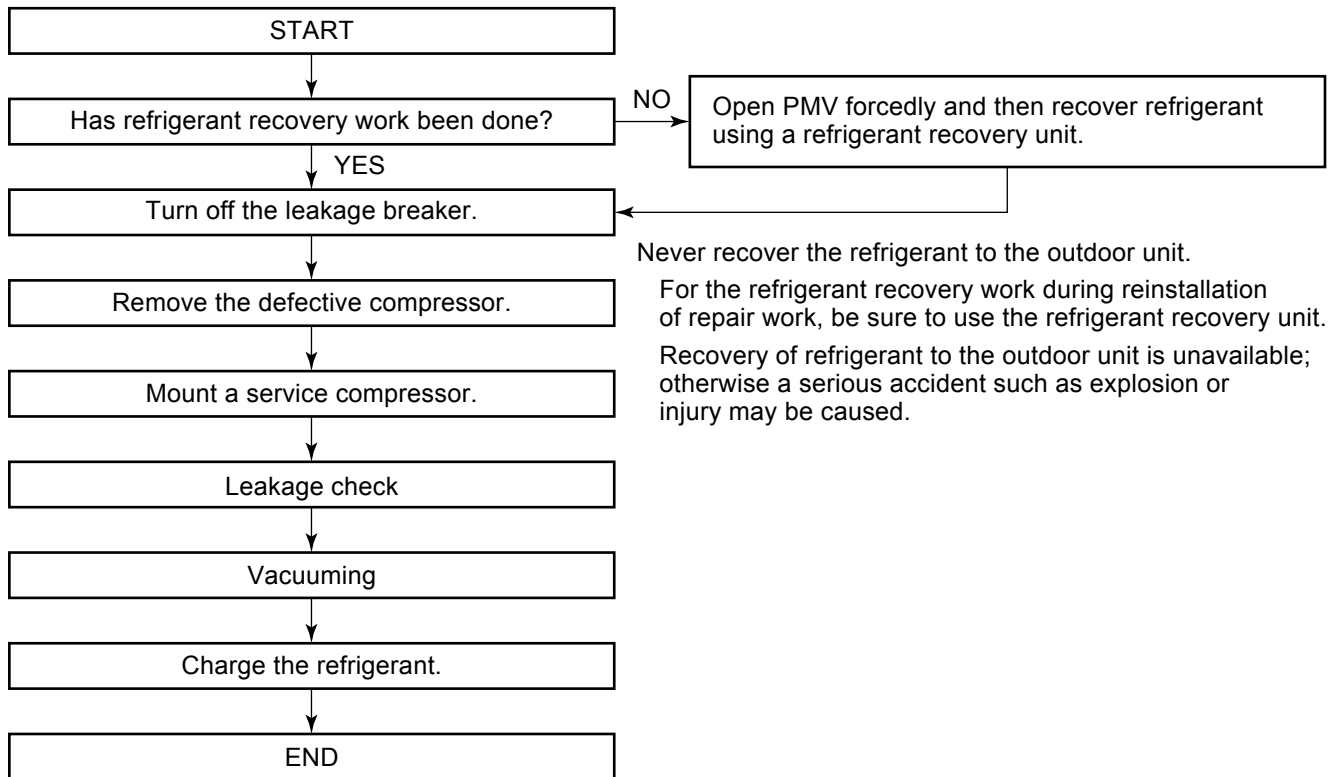 START
Has refrigerant recovery work been done?
NO
Open PMV forcedly and then recover refrigerant
using a refrigerant recovery unit.
YES
Turn off the leakage breaker.
Never recover the refrigerant to the outdoor unit.
For the refrigerant recovery work during reinstallation
of repair work, be sure to use the refrigerant recovery unit.
Recovery of refrigerant to the outdoor unit is unavailable;
otherwise a serious accident such as explosion or
injury may be caused.
Remove the defective compressor.
Mount a service compressor.
Leakage check
Vacuuming
Charge the refrigerant.
END